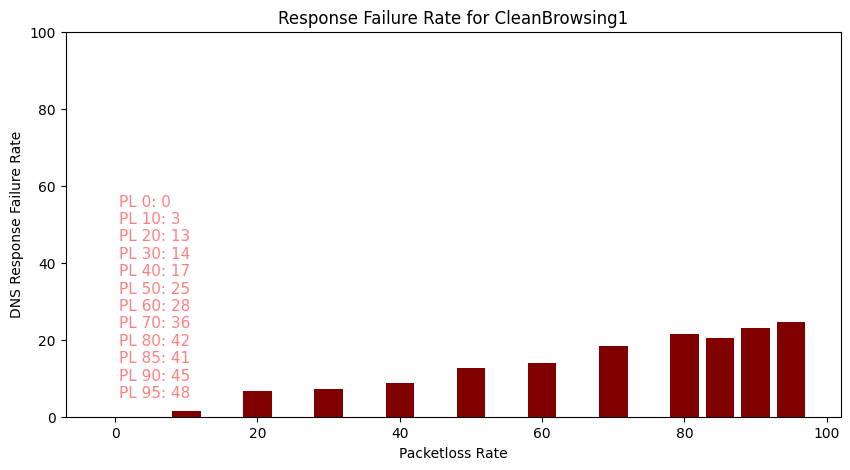 Response Failure Rate for CleanBrowsing1
DNS Response Failure Rate
100
80
60
40
20
0
PL 0: 0
PL 10: 3
PL 20: 13
PL 30: 14
PL 40: 17
PL 50: 25
PL 60: 28
PL 70: 36
PL 80: 42
PL 85: 41
PL 90: 45
PL 95: 48
0 20 40 60 80 100
Packetloss Rate